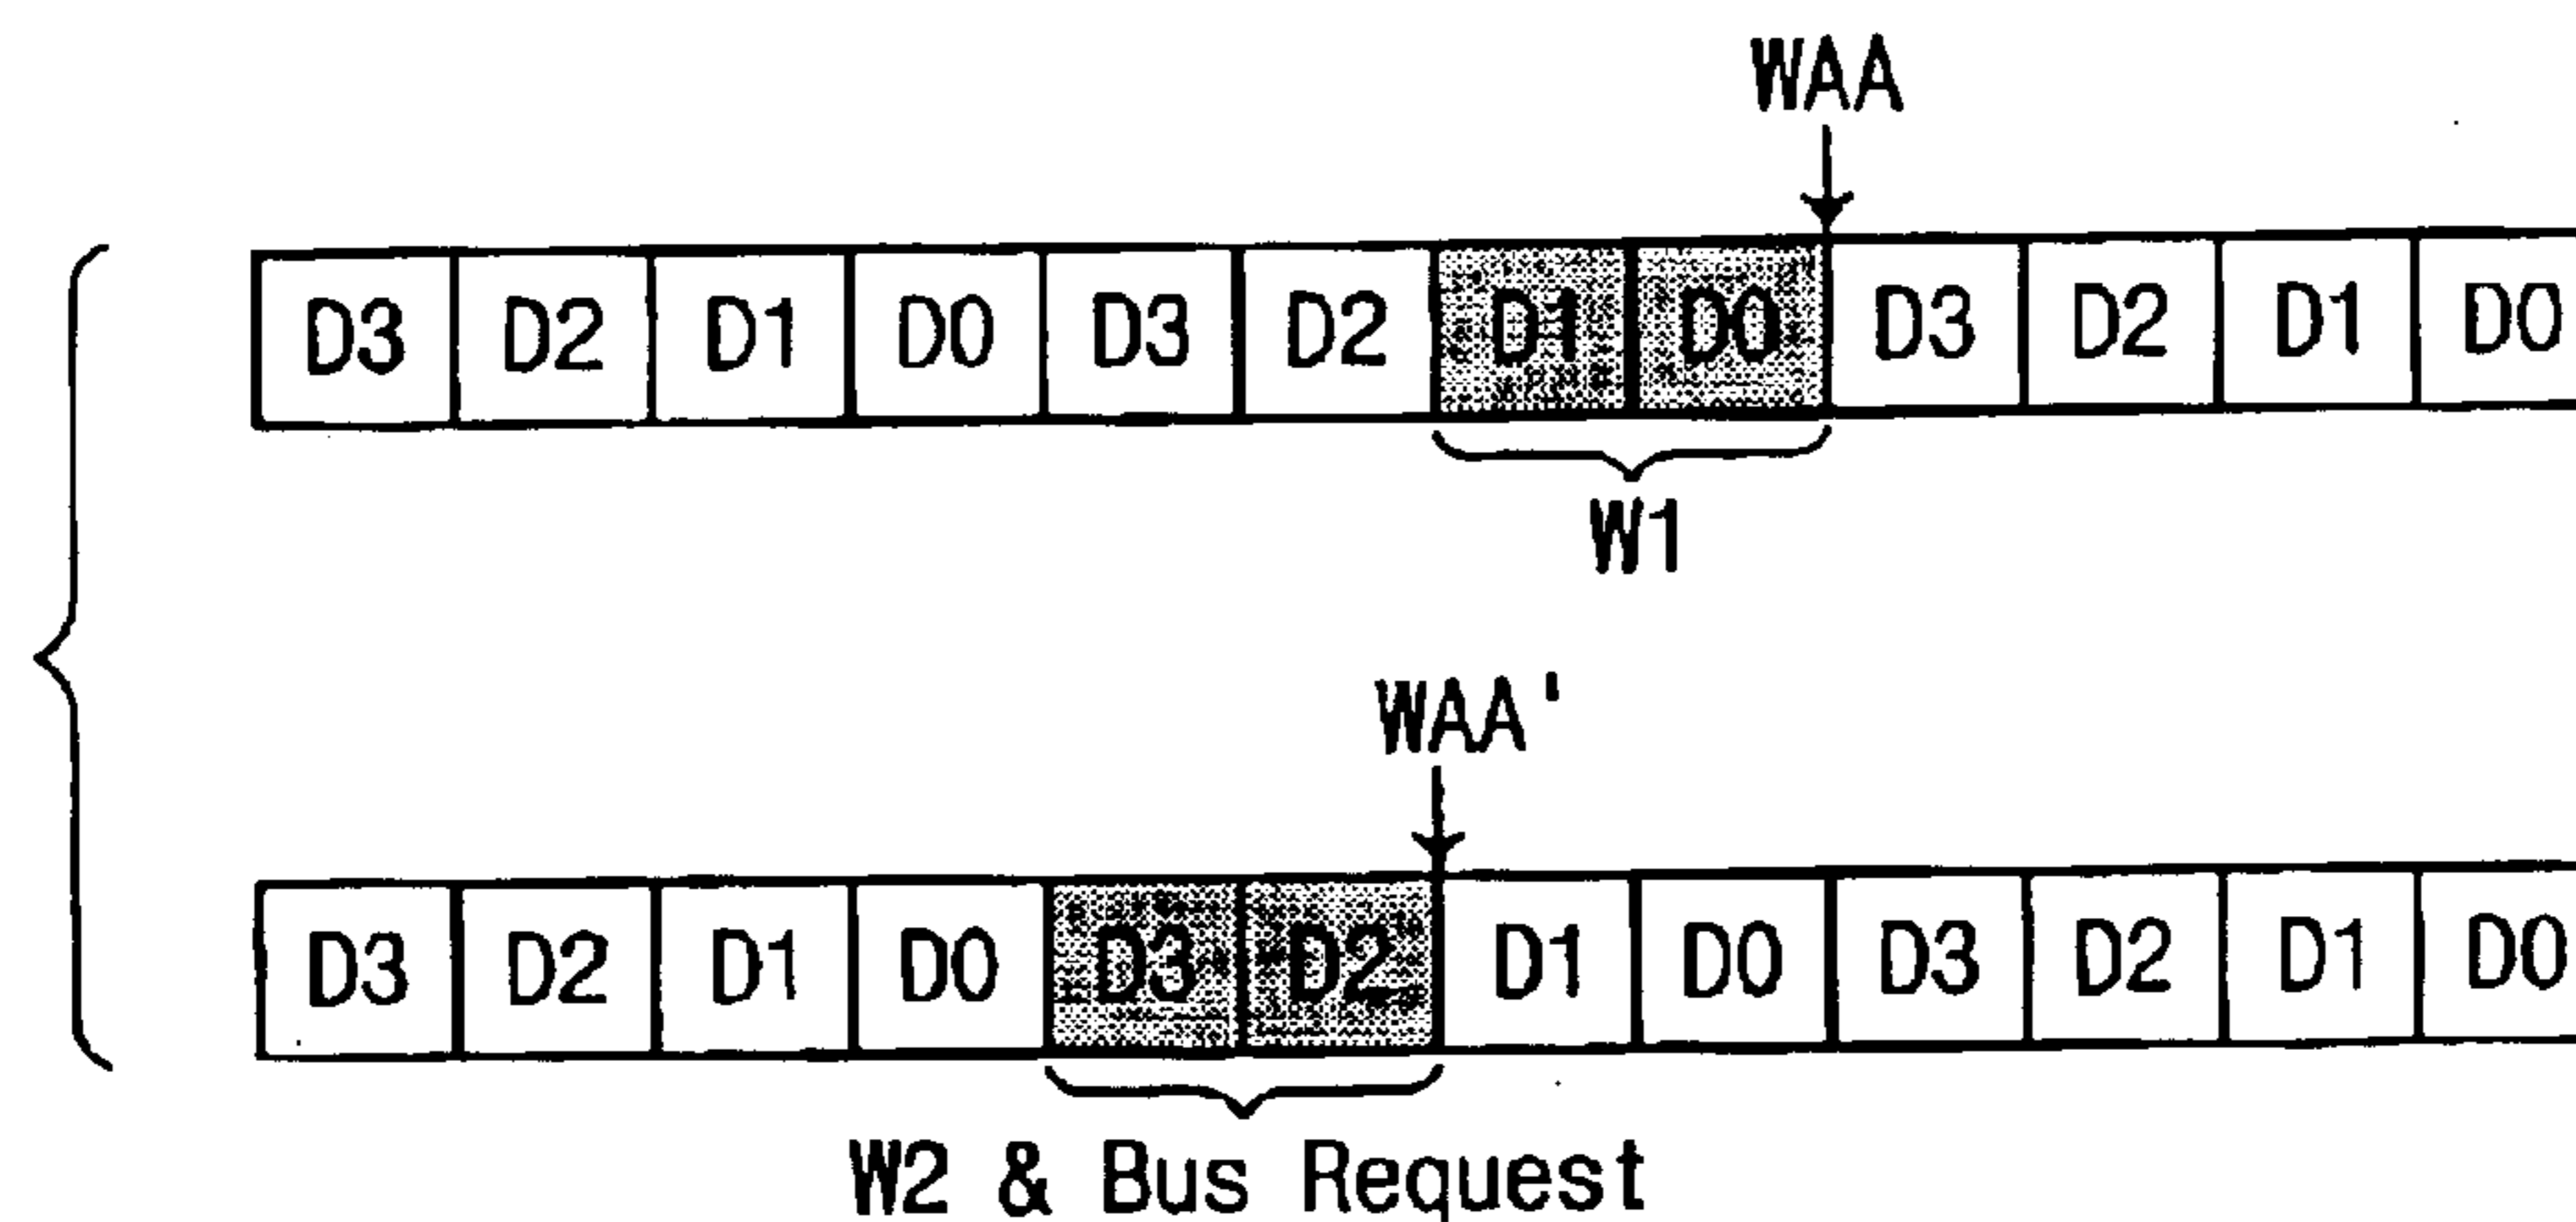 WAA
D3 D2 D1 D0 D3 D2 D1 D0 D3 D2 D1 D0
W1
WAA'
D3 D2 D1 D0 D3 D2 D1 D0 D3 D2 D1 D0
W2 & Bus Request